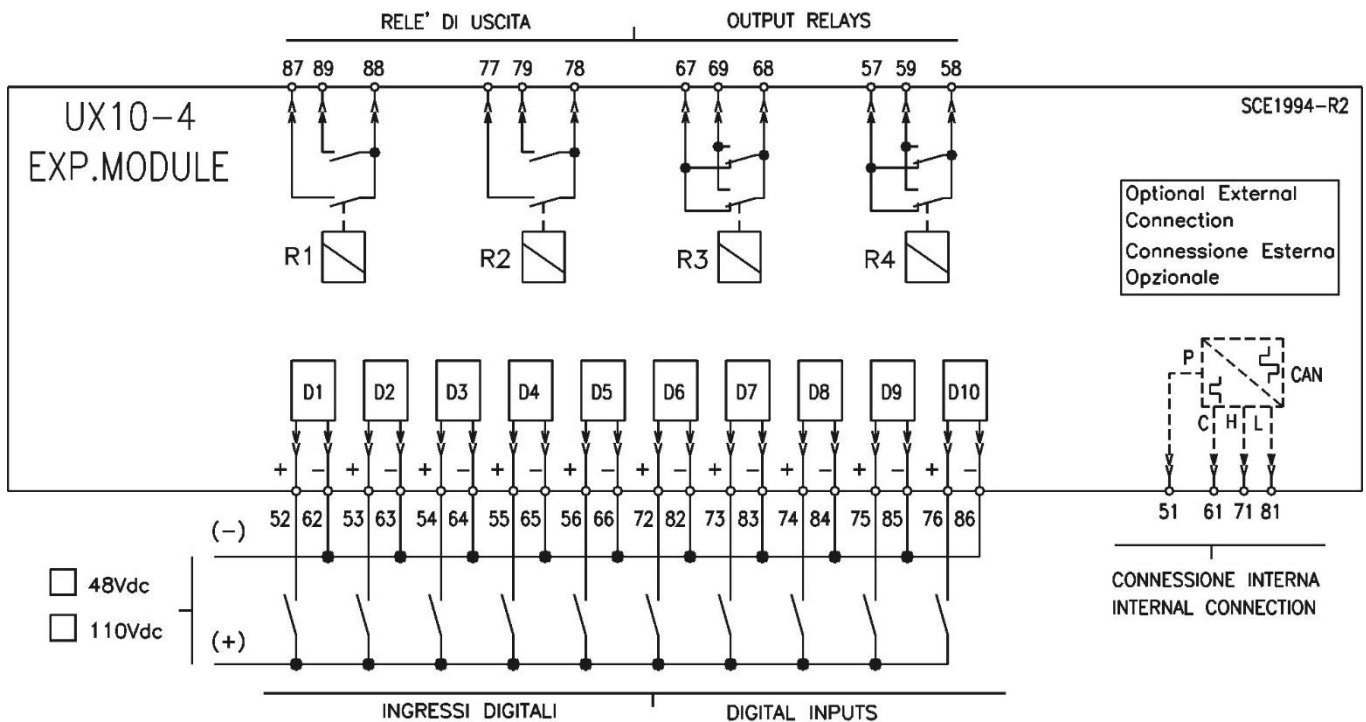 RELE' DI USCITA OUTPUT RELAYS
87 89 88 77 79 78 67 69 68 57 59 58
UX10-4
EXP.MODULE
SCE1994-R2
Optional External
Connection
Connessione Esterna
Opzionale
R1 R2 R3 R4
D1 D2 D3 D4 D5 D6 D7 D8 D9 D10
P CAN
C H L
+ − + − + − + − + − + − + − + − + − + −
52 62 53 63 54 64 55 65 56 66 72 82 73 83 74 84 75 85 76 86
51 61 71 81
(-)
48Vdc
110Vdc
(+)
CONNESSIONE INTERNA
INTERNAL CONNECTION
INGRESSI DIGITALI DIGITAL INPUTS